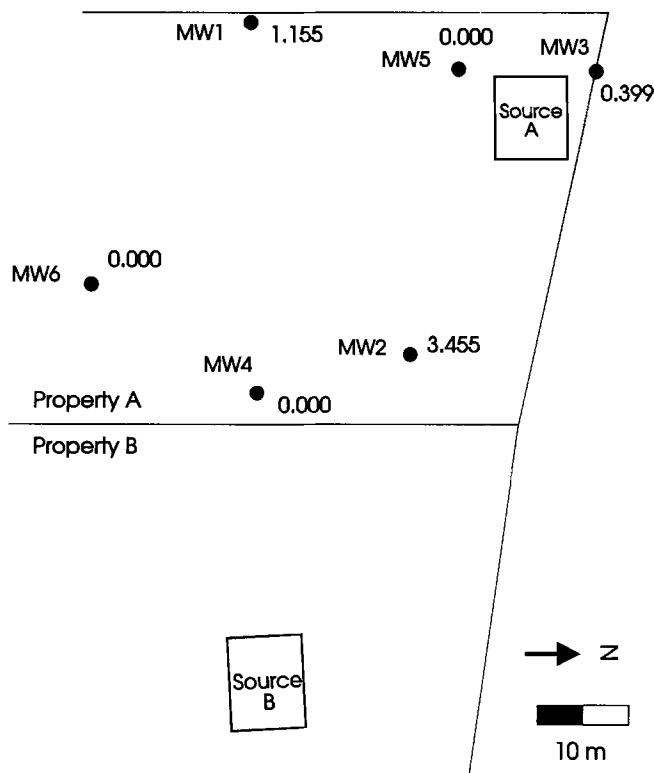 MW1
1.155
0.000
MW5
MW3
0.399
Source
A
0.000
MW6
MW2
3.455
MW4
0.000
Property A
Property B
Source
B
N
10 m